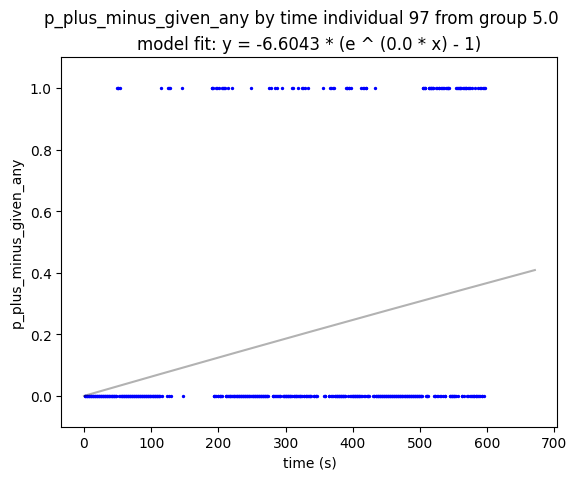 p_plus_minus_given_any by time individual 97 from group 5.0
model fit: y = -6.6043 * (e ^ (0.0 * x) - 1)
p_plus_minus_given_any
1.0
0.8
0.6
0.4
0.2
0.0
0 100 200 300 400 500 600 700
time (s)